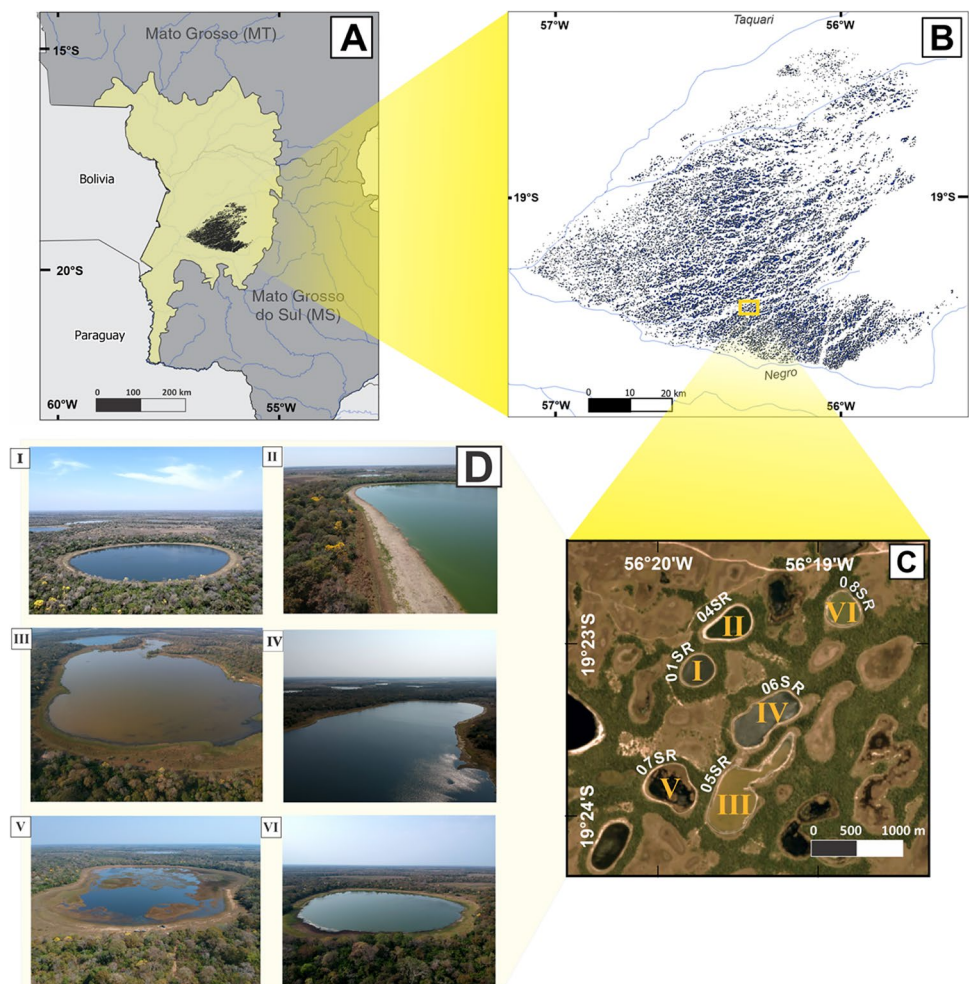 Mato Grosso (MT)
A
15°S
Bolivia
20°S
Mato Grosso
do Sul (MS)
Paraguay
0 100 200 km
60°W
55°W
57°W
Taquari
56°W
B
19°S
19°S
Negro
0 10 20 km
57°W
56°W
I
II
D
III
IV
V
VI
56°20'W
56°19'W
C
08SR
VI
04SR
II
19°23'S
01SR
I
06SR
IV
07SR
V
05SR
III
19°24'S
0 500 1000 m